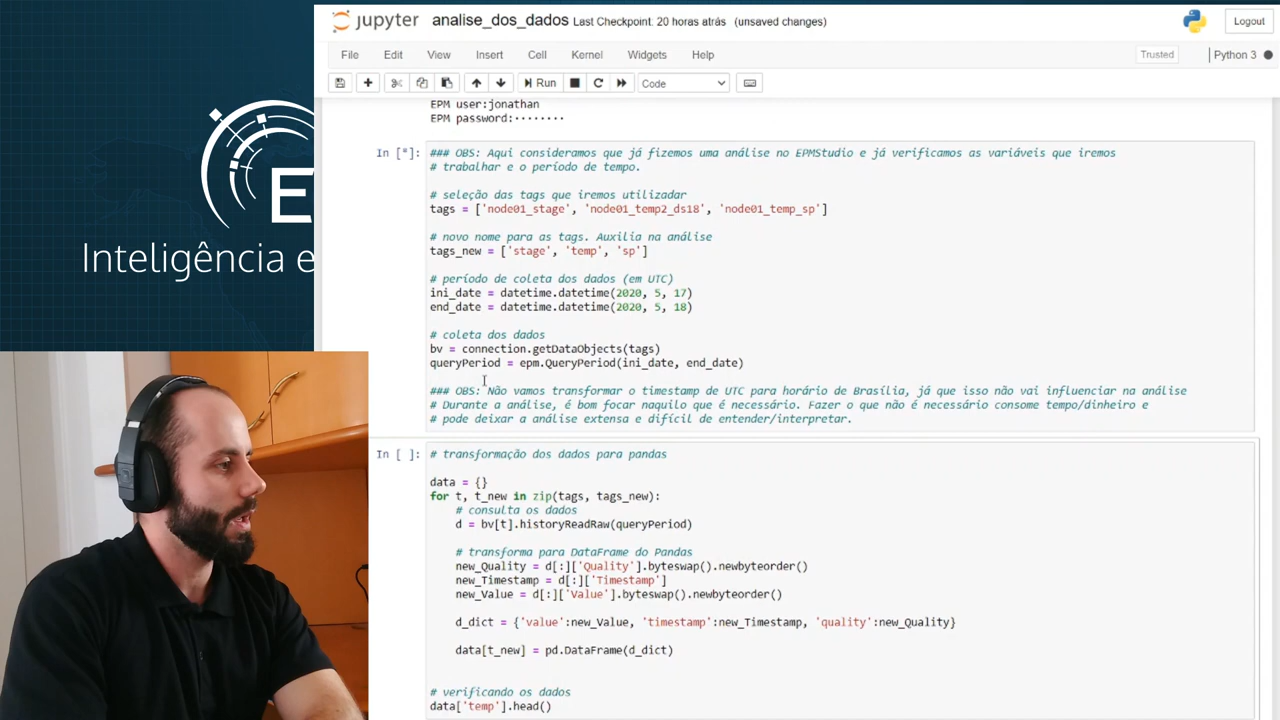 jupyter analise_dos_dados Last Checkpoint: 20 horas atrás (unsaved changes)
Logout
File Edit View Insert Cell Kernel Widgets Help
Trusted
Python 3
Run
Code
EPM user:jonathan
EPM password:········
In [*]:
### OBS: Aqui consideramos que já fizemos uma análise no EPMStudio e já verificamos as variáveis que iremos
# trabalhar e o período de tempo.
# seleção das tags que iremos utilizadar
tags = ['node01_stage', 'node01_temp2_ds18', 'node01_temp_sp']
# novo nome para as tags. Auxilia na análise
tags_new = ['stage', 'temp', 'sp']
# período de coleta dos dados (em UTC)
ini_date = datetime.datetime(2020, 5, 17)
end_date = datetime.datetime(2020, 5, 18)
# coleta dos dados
bv = connection.getDataObjects(tags)
queryPeriod = epm.QueryPeriod(ini_date, end_date)
### OBS: Não vamos transformar o timestamp de UTC para horário de Brasília, já que isso não vai influenciar na análise
# Durante a análise, é bom focar naquilo que é necessário. Fazer o que não é necessário consome tempo/dinheiro e
# pode deixar a análise extensa e difícil de entender/interpretar.
In [ ]:
# transformação dos dados para pandas
data = {}
for t, t_new in zip(tags, tags_new):
# consulta os dados
d = bv[t].historyReadRaw(queryPeriod)
# transforma para DataFrame do Pandas
new_Quality = d[:]['Quality'].byteswap().newbyteorder()
new_Timestamp = d[:]['Timestamp']
new_Value = d[:]['Value'].byteswap().newbyteorder()
d_dict = {'value':new_Value, 'timestamp':new_Timestamp, 'quality':new_Quality}
data[t_new] = pd.DataFrame(d_dict)
# verificando os dados
data['temp'].head()
E
Inteligência e